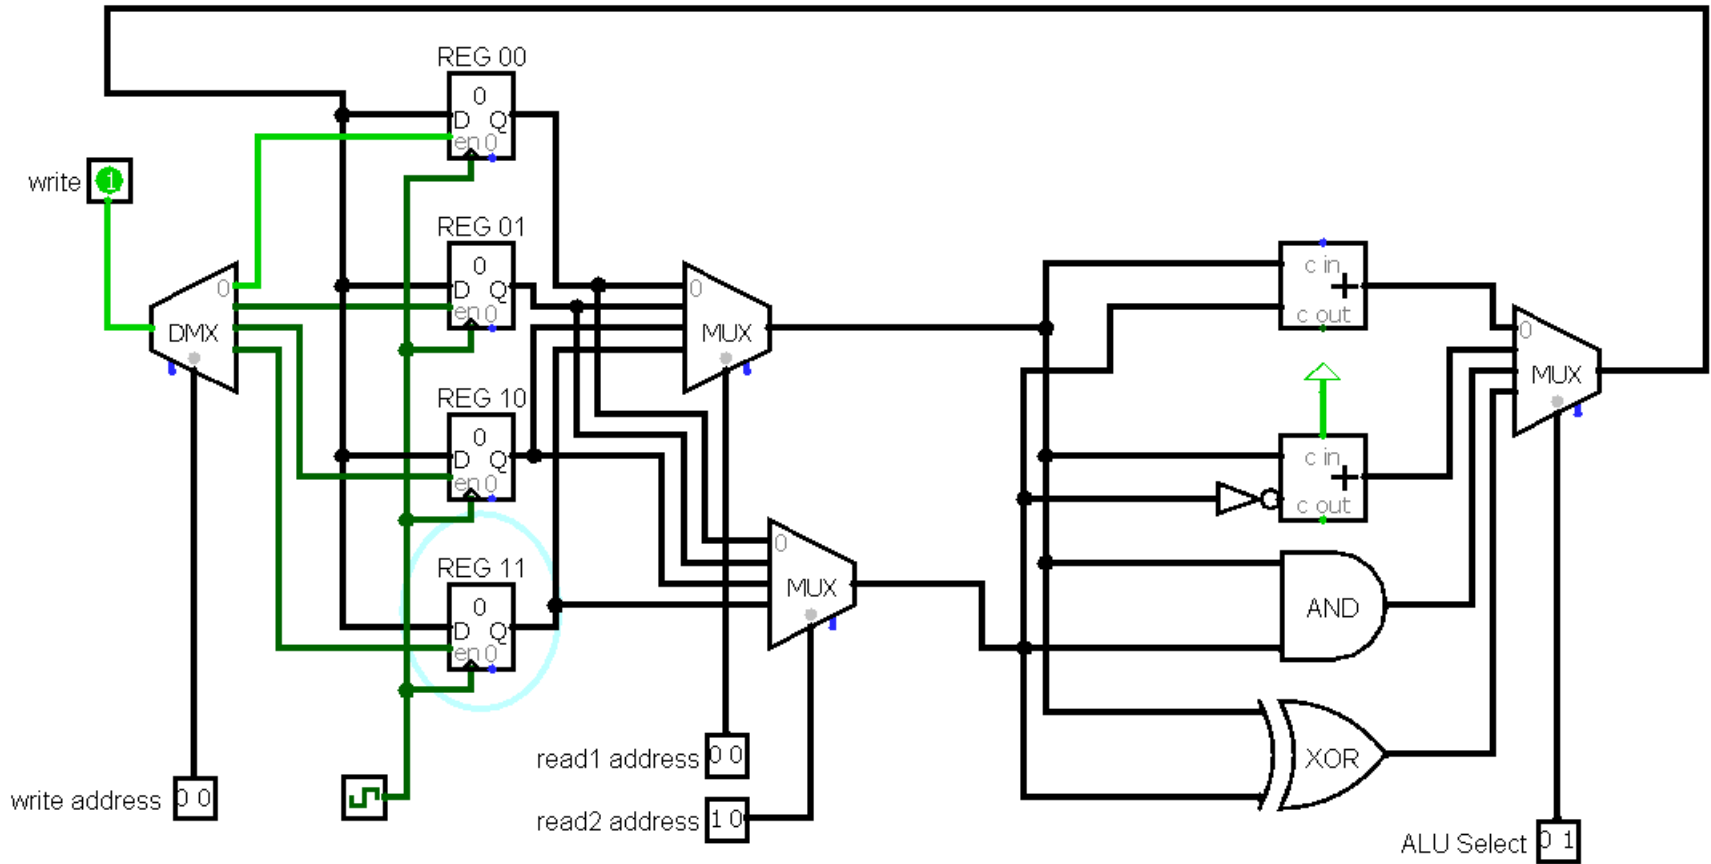 REG 00
0
D Q
en 0
write 1
REG 01
0
D Q
en 0
0
DMX
0
MUX
c in
+
c out
0
MUX
REG 10
0
D Q
en 0
c in
+
c out
0
MUX
REG 11
0
D Q
en 0
AND
XOR
read1 address 0 0
write address 0 0
read2 address 1 0
ALU Select 0 1